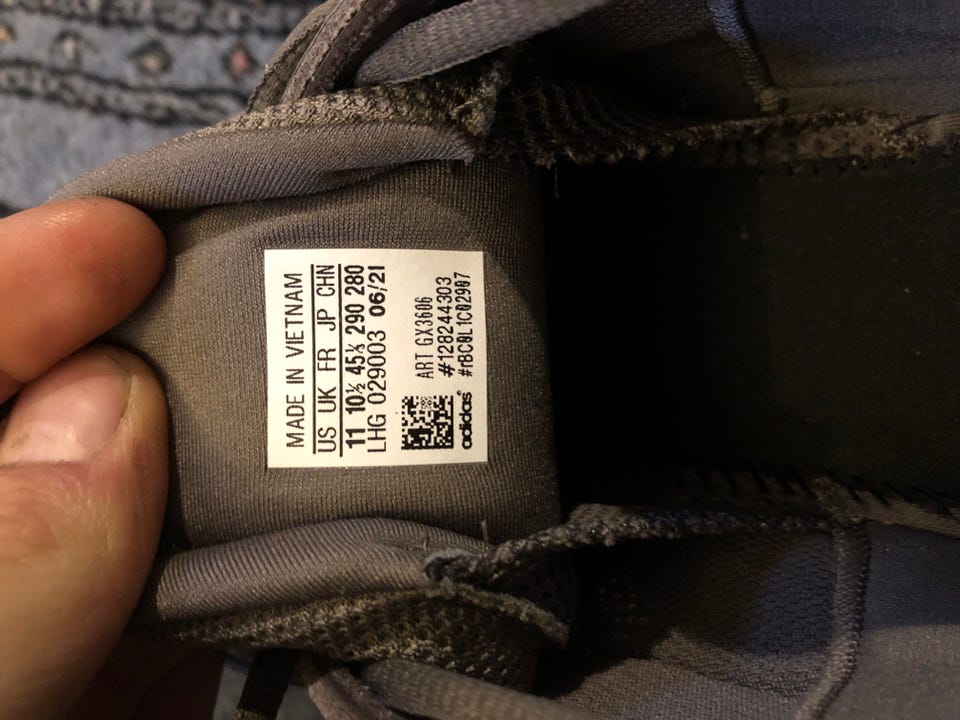 MADE IN VIETNAM
US UK FR JP CHN
11 10½ 45⅓ 290 280
LHG 029003 06/21
ART GX3606
#128244303
#rBC0L1C02907
adidas®